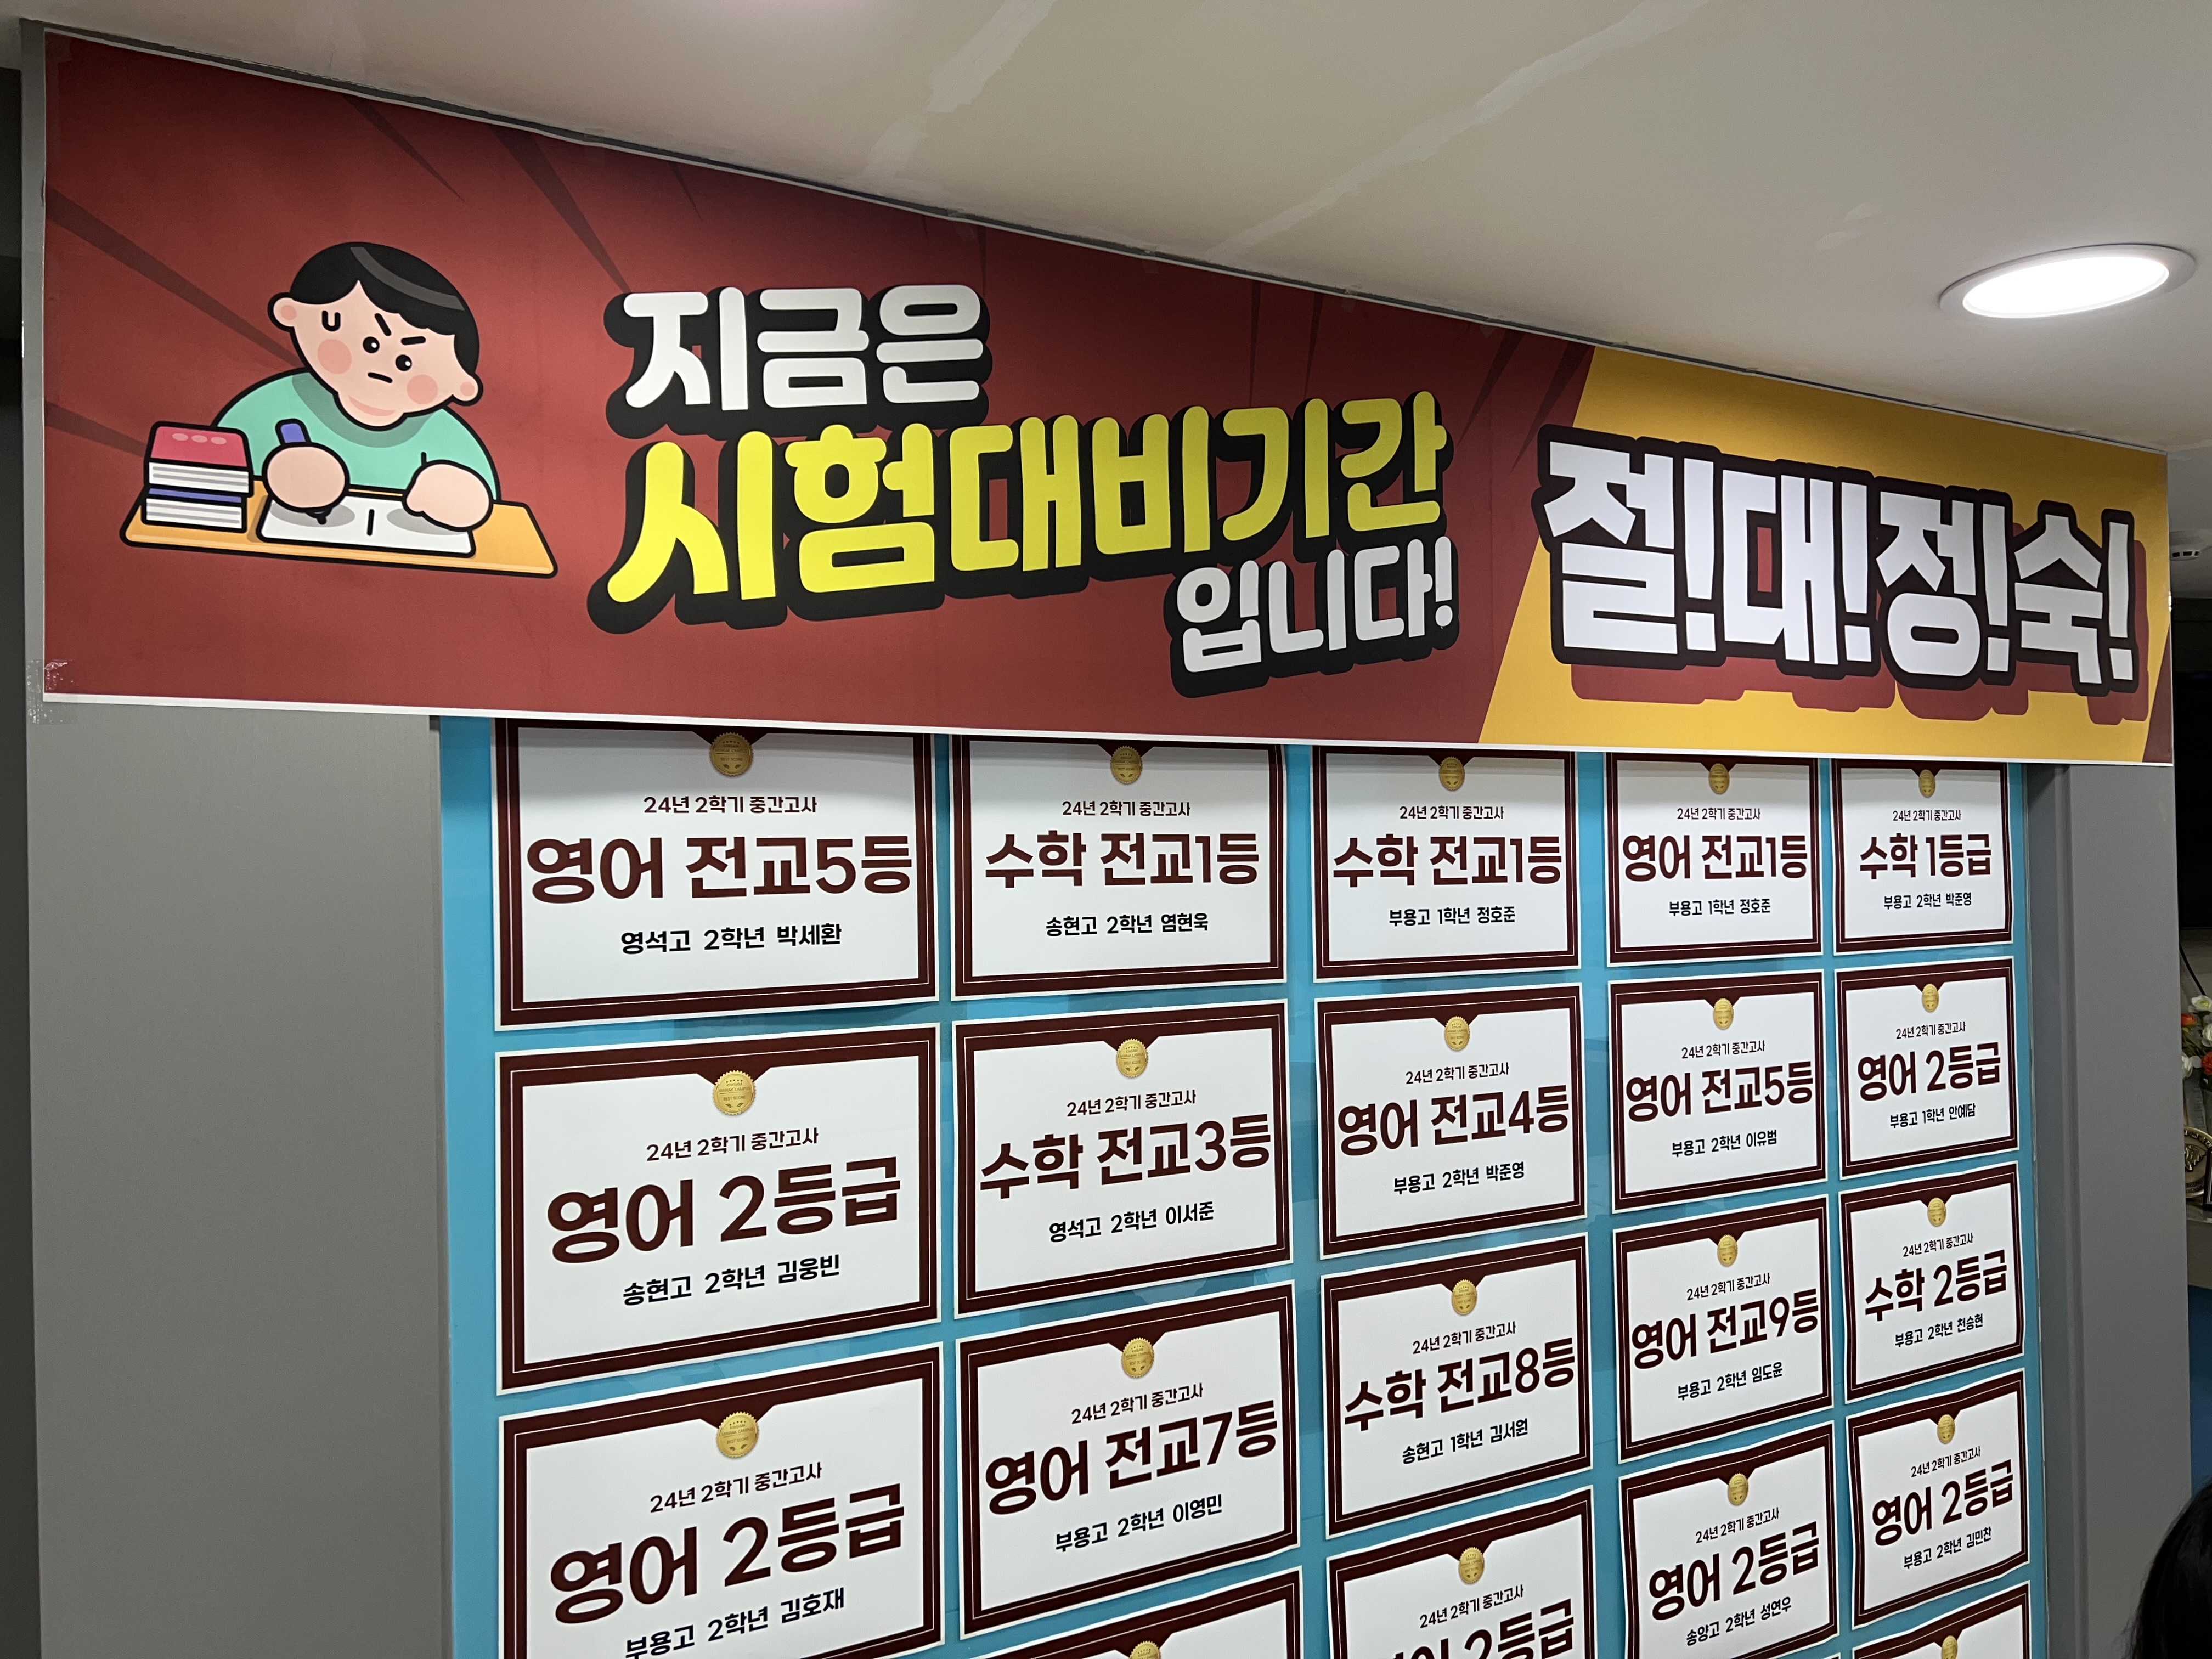 지금은
시험대비기간
입니다!
절!대!정!숙!
24년 2학기 중간고사
영어 전교5등
영석고 2학년 박세환
24년 2학기 중간고사
수학 전교1등
송현고 2학년 염현욱
24년 2학기 중간고사
수학 전교1등
부용고 1학년 정호준
24년 2학기 중간고사
영어 전교1등
부용고 1학년 정호준
24년 2학기 중간고사
수학 1등급
부용고 2학년 박준영
24년 2학기 중간고사
영어 2등급
송현고 2학년 김웅빈
24년 2학기 중간고사
수학 전교3등
영석고 2학년 이서준
24년 2학기 중간고사
영어 전교4등
부용고 2학년 박준영
24년 2학기 중간고사
영어 전교5등
부용고 2학년 이유범
24년 2학기 중간고사
영어 2등급
부용고 1학년 안예담
24년 2학기 중간고사
영어 2등급
부용고 2학년 김호재
24년 2학기 중간고사
영어 전교7등
부용고 2학년 이영민
24년 2학기 중간고사
수학 전교8등
송현고 1학년 김서원
24년 2학기 중간고사
영어 전교9등
부용고 2학년 임도윤
24년 2학기 중간고사
수학 2등급
부용고 2학년 천승현
24년 2학기 중간고사
2등급
24년 2학기 중간고사
영어 2등급
송양고 2학년 성연우
24년 2학기 중간고사
영어 2등급
부용고 2학년 김민찬